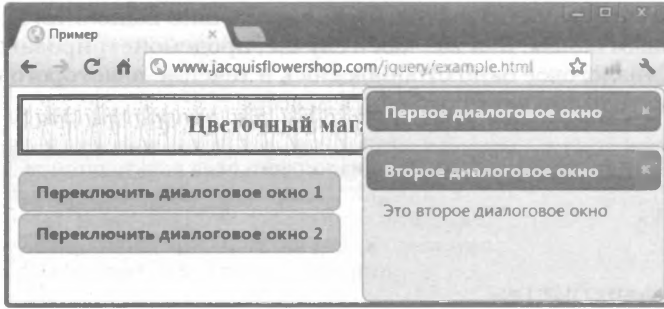 Пример
www.jacquisflowershop.com/jquery/example.html
Цветочный маг
Первое диалоговое окно
Второе диалоговое окно
Это второе диалоговое окно
Переключить диалоговое окно 1
Переключить диалоговое окно 2